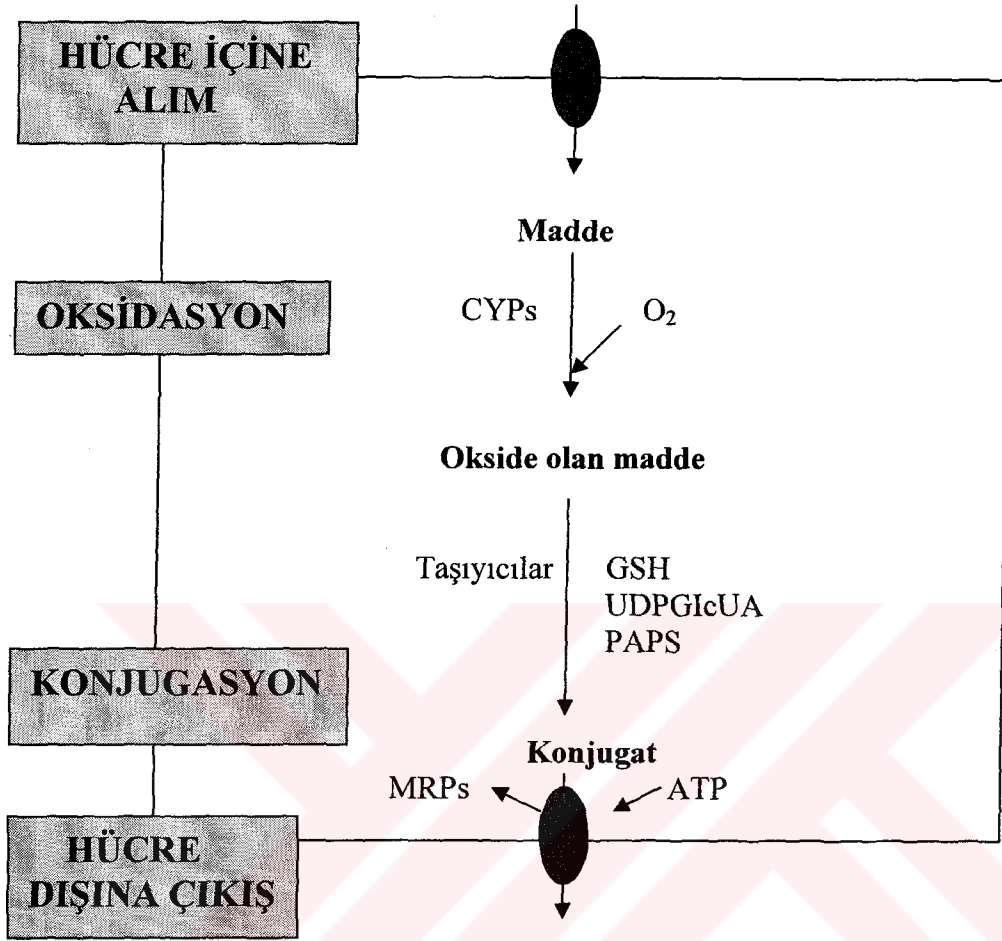 HÜCRE İÇİNE
ALIM
Madde
OKSİDASYON
CYPs
O₂
Okside olan madde
Taşıyıcılar
GSH
UDPGIcUA
PAPS
KONJUGASYON
Konjugat
MRPs
ATP
HÜCRE
DIŞINA ÇIKIŞ